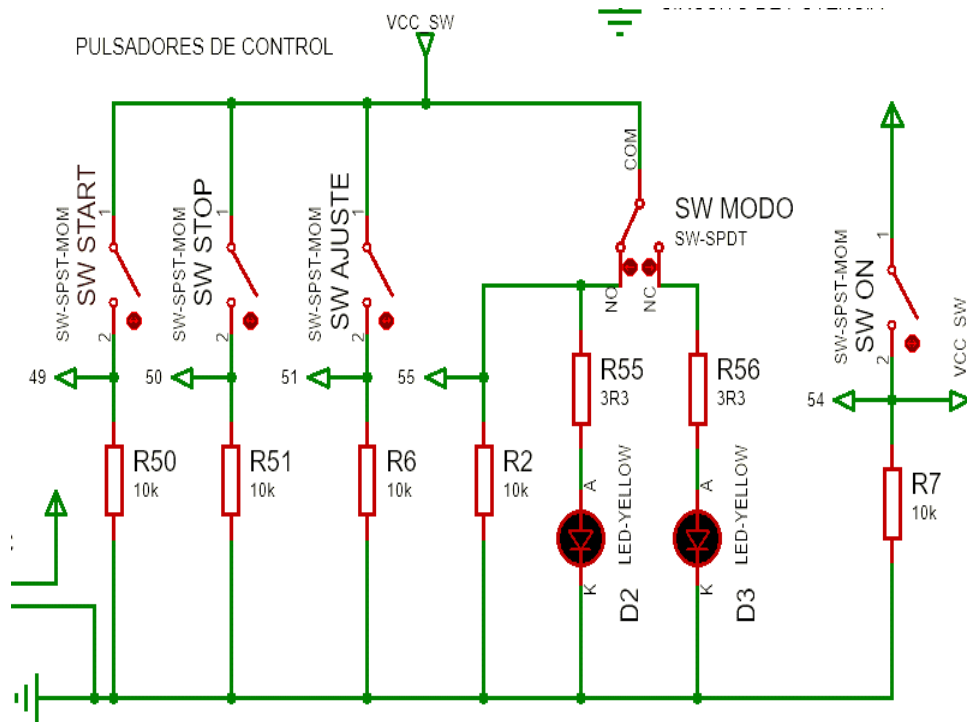 VCC_SW
PULSADORES DE CONTROL
1
SW-SPST-MOM
SW START
2
49
R50
10k
1
SW-SPST-MOM
SW STOP
2
50
R51
10k
1
SW-SPST-MOM
SW AJUSTE
2
51
R6
10k
55
R2
10k
COM
SW MODO
SW-SPDT
NO
NC
R55
3R3
A
LED-YELLOW
K
D2
R56
3R3
A
LED-YELLOW
K
D3
1
SW-SPST-MOM
SW ON
2
54
VCC_SW
R7
10k